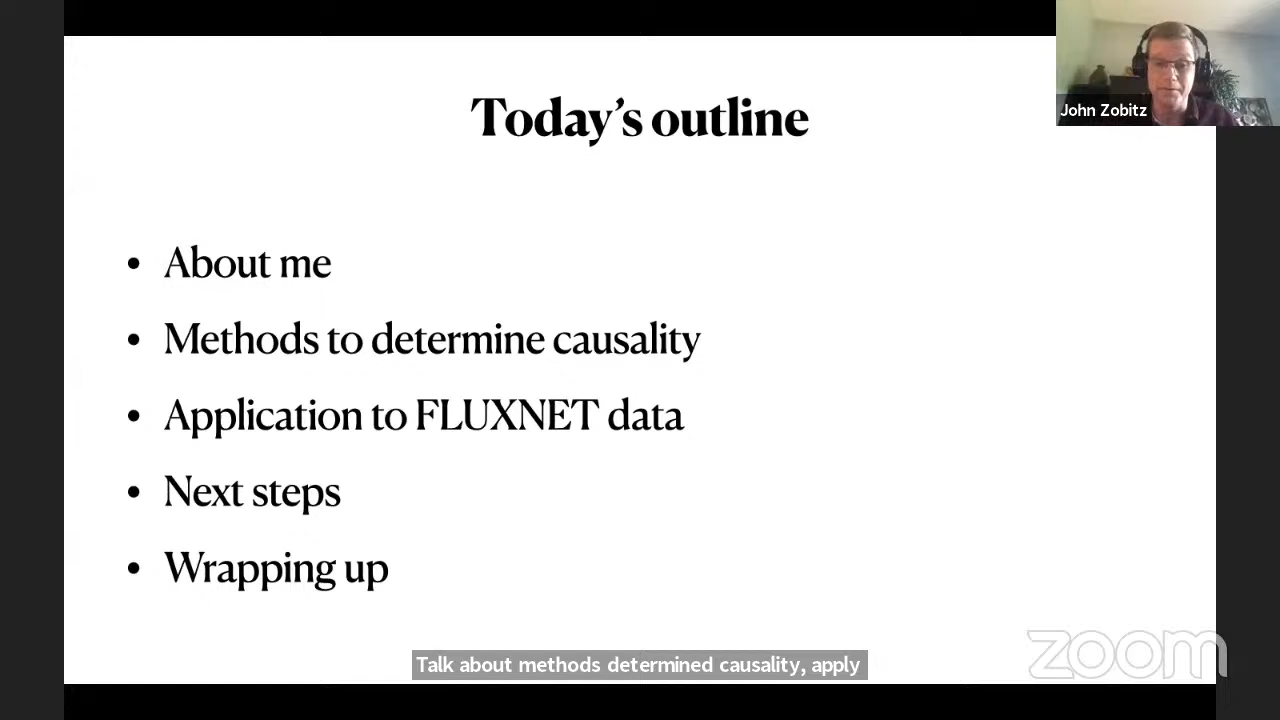 Today’s outline
John Zobitz
• About me
• Methods to determine causality
• Application to FLUXNET data
• Next steps
• Wrapping up
Talk about methods determined causality, apply
zoom